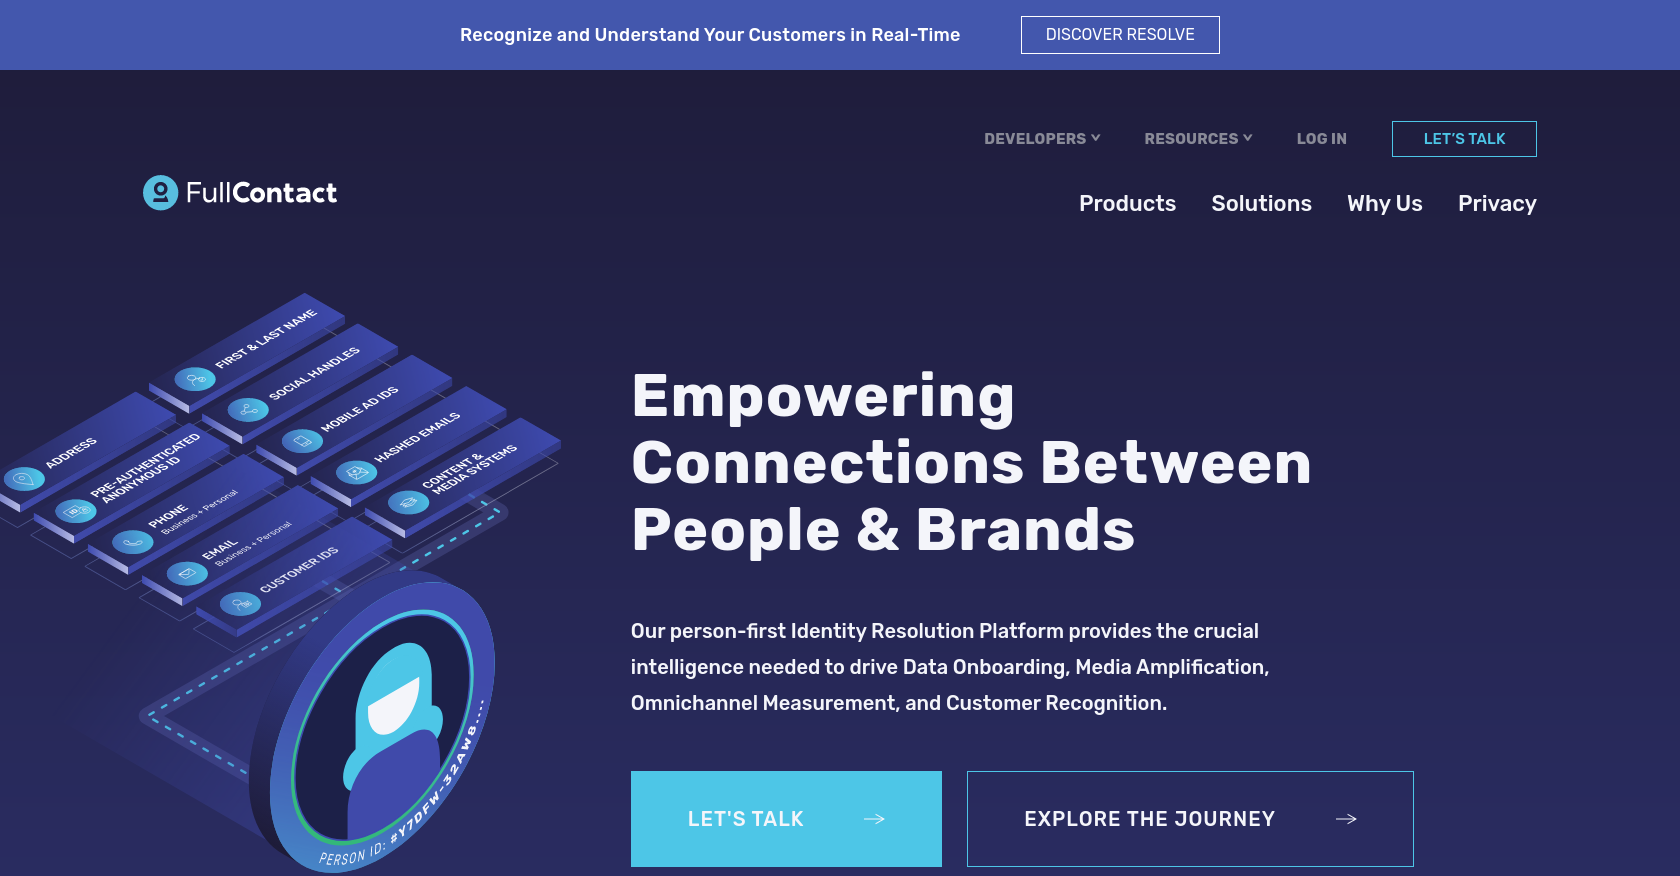 Recognize and Understand Your Customers in Real-Time
DISCOVER RESOLVE
DEVELOPERS
RESOURCES
LOG IN
LET'S TALK
FullContact
Products
Solutions
Why Us
Privacy
FIRST & LAST NAME
SOCIAL HANDLES
MOBILE AD IDS
HASHED EMAILS
CONTENT &
MEDIA SYSTEMS
ADDRESS
PRE-AUTHENTICATED
ANONYMOUS ID
PHONE
Business + Personal
EMAIL
Business + Personal
CUSTOMER IDS
PERSON ID: #Y7DFW-32AW8....
Empowering
Connections Between
People & Brands
Our person-first Identity Resolution Platform provides the crucial
intelligence needed to drive Data Onboarding, Media Amplification,
Omnichannel Measurement, and Customer Recognition.
LET'S TALK
EXPLORE THE JOURNEY